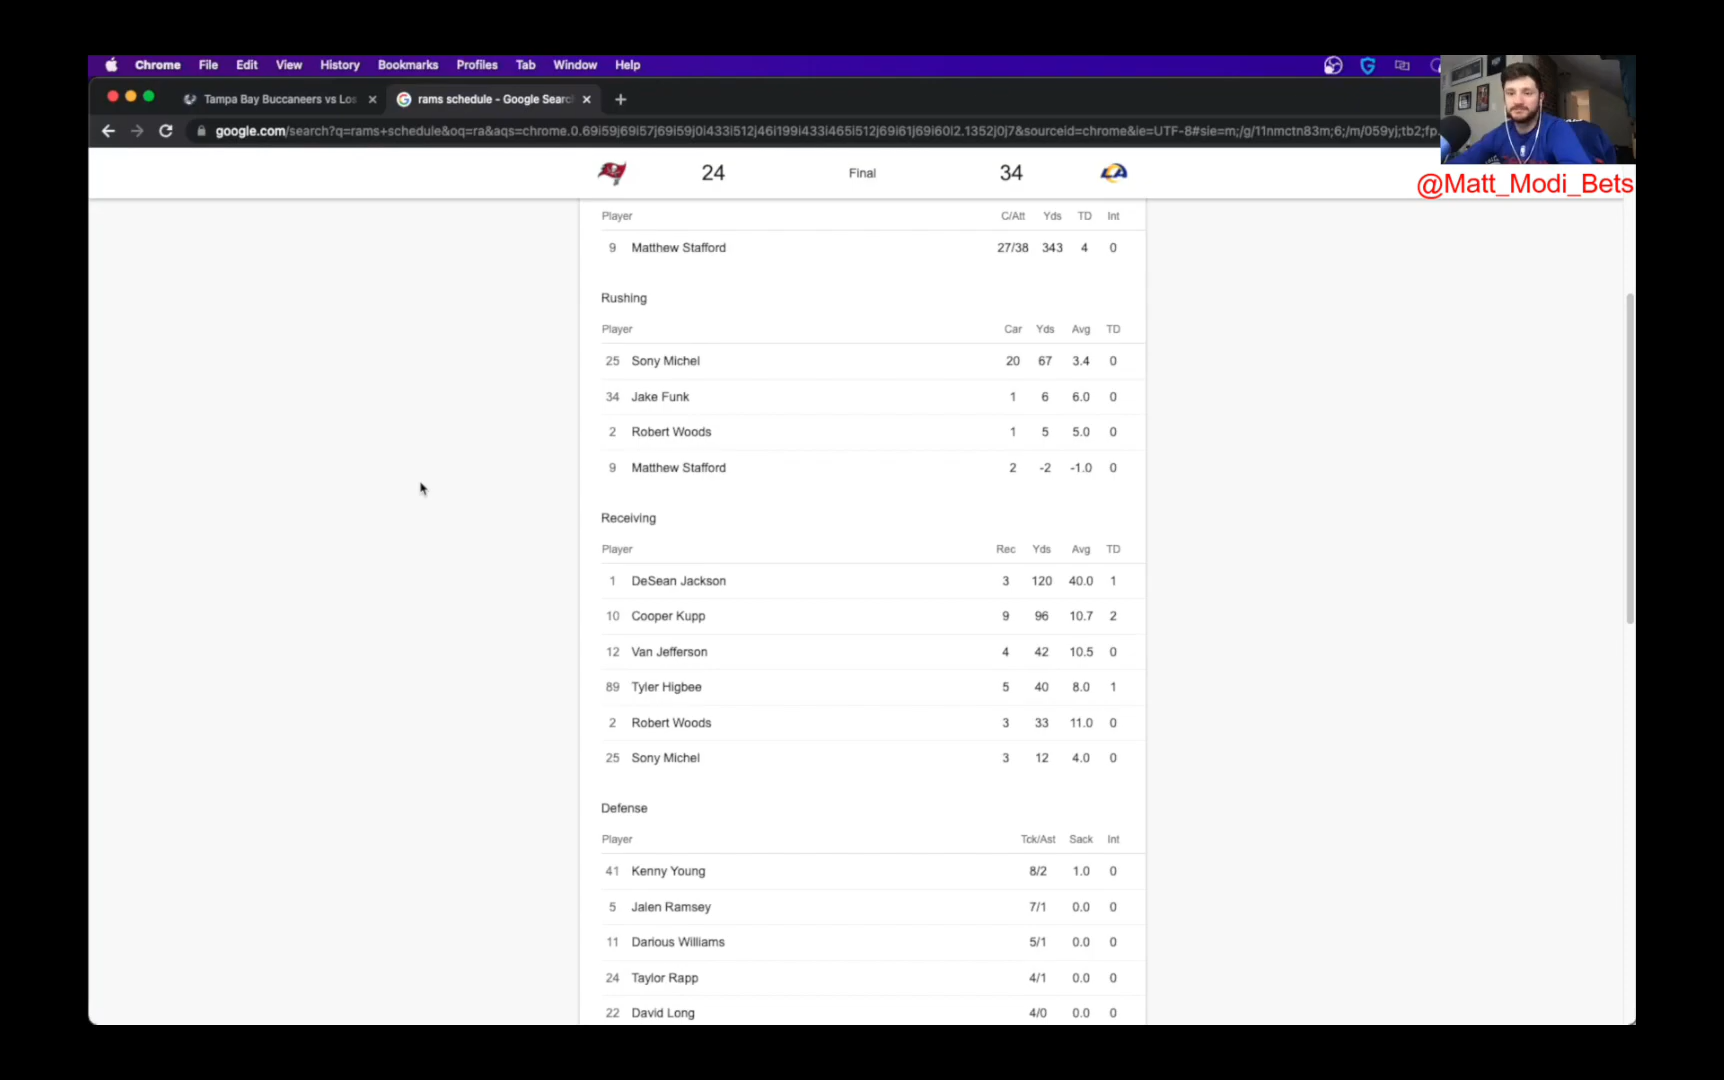 Chrome File Edit View History Bookmarks Profiles Tab Window Help
Tampa Bay Buccaneers vs Los
rams schedule - Google Searc
google.com/search?q=rams+schedule&oq=ra&aqs=chrome.0.69i59j69i57j69i59j0i433i512j46i199i433i465i512j69i61j69i60l2.1352j0j7&sourceid=chrome&ie=UTF-8#sie=m;/g/11nmctn83m;6;/m/059yj;tb2;fp
@Matt_Modi_Bets
24 Final 34
Player C/Att Yds TD Int
9 Matthew Stafford 27/38 343 4 0
Rushing
Player Car Yds Avg TD
25 Sony Michel 20 67 3.4 0
34 Jake Funk 1 6 6.0 0
2 Robert Woods 1 5 5.0 0
9 Matthew Stafford 2 -2 -1.0 0
Receiving
Player Rec Yds Avg TD
1 DeSean Jackson 3 120 40.0 1
10 Cooper Kupp 9 96 10.7 2
12 Van Jefferson 4 42 10.5 0
89 Tyler Higbee 5 40 8.0 1
2 Robert Woods 3 33 11.0 0
25 Sony Michel 3 12 4.0 0
Defense
Player Tck/Ast Sack Int
41 Kenny Young 8/2 1.0 0
5 Jalen Ramsey 7/1 0.0 0
11 Darious Williams 5/1 0.0 0
24 Taylor Rapp 4/1 0.0 0
22 David Long 4/0 0.0 0